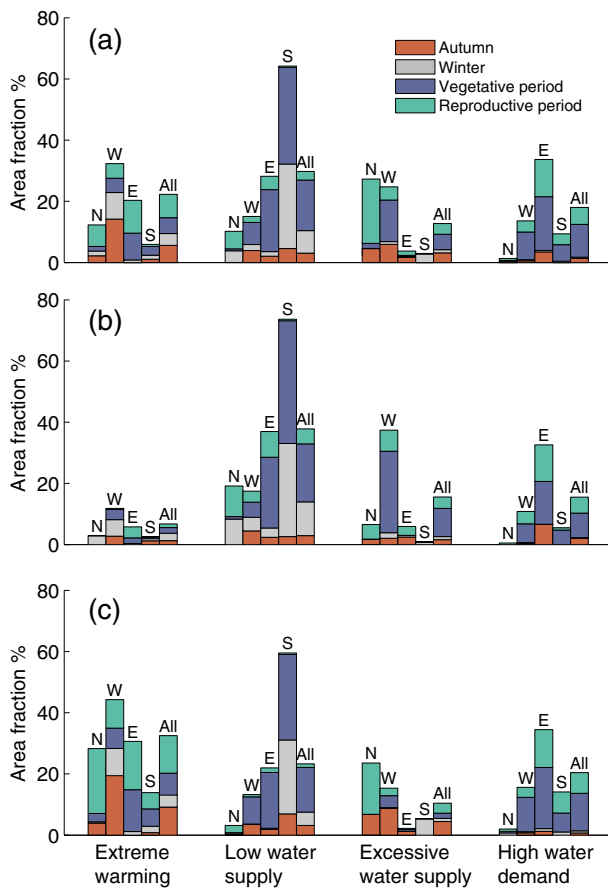 80
(a)
S
Autumn
Winter
Vegetative period
Reproductive period
60
Area fraction %
40
W
E
All
N
S
N
W
E
All
N
W
E
S
All
N
W
E
S
All
20
0
80
(b)
S
60
Area fraction %
40
N
W
E
S
All
N
W
E
All
N
W
E
S
All
N
W
E
S
All
20
0
80
(c)
S
60
Area fraction %
40
N
W
E
S
All
N
W
E
All
N
W
E
S
All
N
W
E
S
All
20
0
Extreme warming
Low water supply
Excessive water supply
High water demand